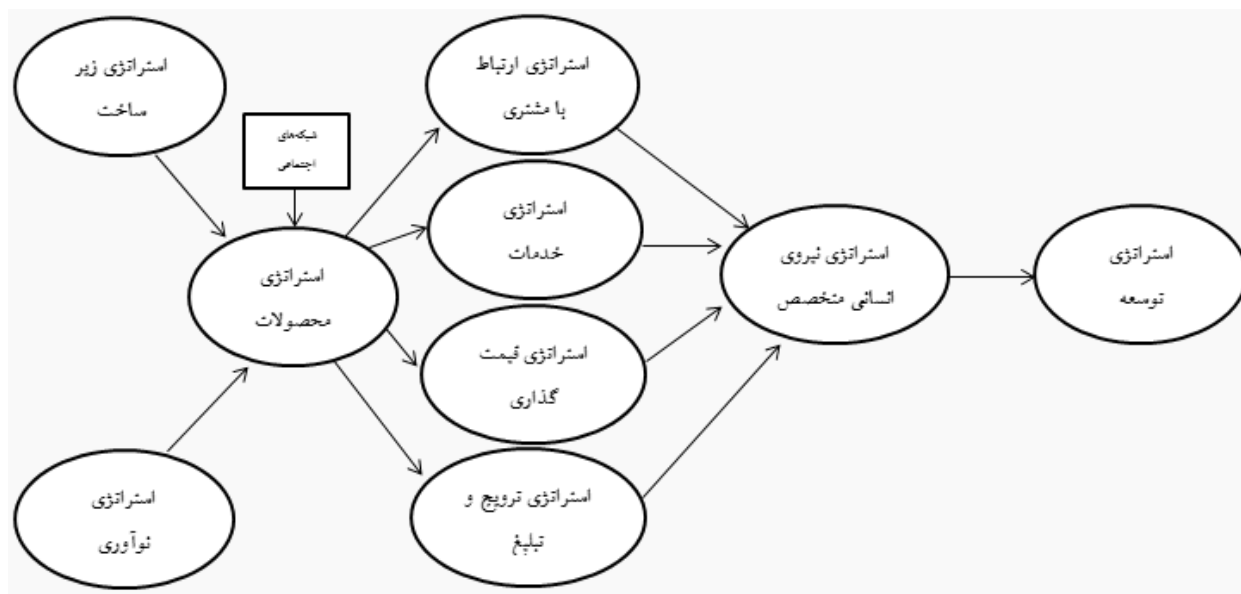 استراتژی زیر
ساخت
شبکه‌های
اجتماعی
استراتژی
محصولات
استراتژی
نوآوری
استراتژی ارتباط
با مشتری
استراتژی
خدمات
استراتژی قیمت
گذاری
استراتژی ترویج و
تبلیغ
استراتژی نیروی
انسانی متخصص
استراتژی
توسعه